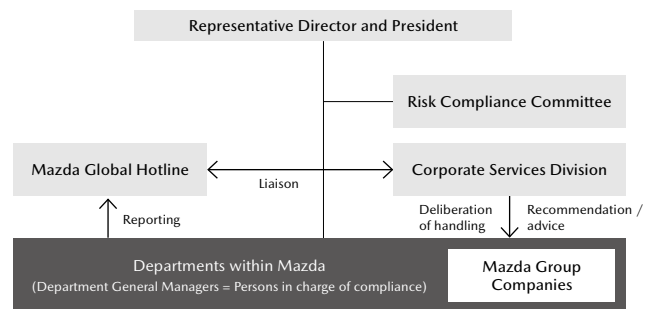 Representative Director and President
Risk Compliance Committee
Mazda Global Hotline
Liaison
Corporate Services Division
Reporting
Deliberation
of handling
Recommendation /
advice
Departments within Mazda
(Department General Managers = Persons in charge of compliance)
Mazda Group
Companies